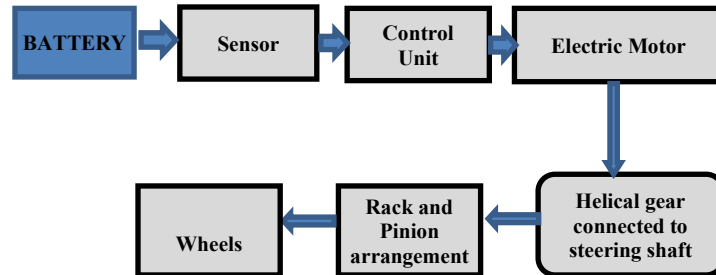 BATTERY
Sensor
Control
Unit
Electric Motor
Helical gear
connected to
steering shaft
Rack and
Pinion
arrangement
Wheels